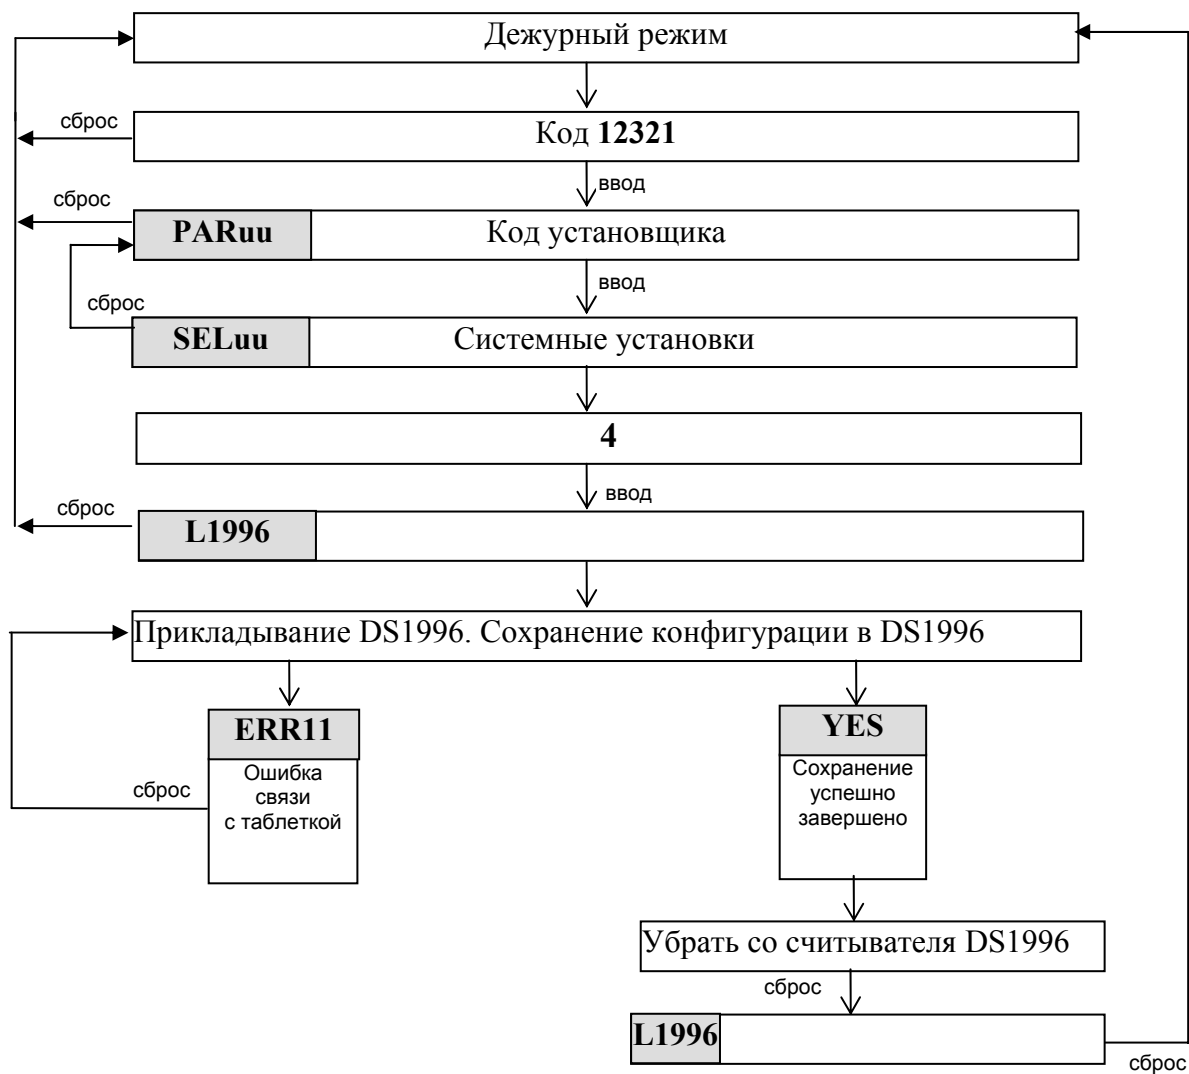 Дежурный режим
сброс
Код 12321
ввод
сброс
PARuu Код установщика
ввод
сброс
SELuu Системные установки
4
ввод
сброс
L1996
Прикладывание DS1996. Сохранение конфигурации в DS1996
ERR11
Ошибка
связи
с таблеткой
сброс
YES
Сохранение
успешно
завершено
Убрать со считывателя DS1996
сброс
L1996
сброс